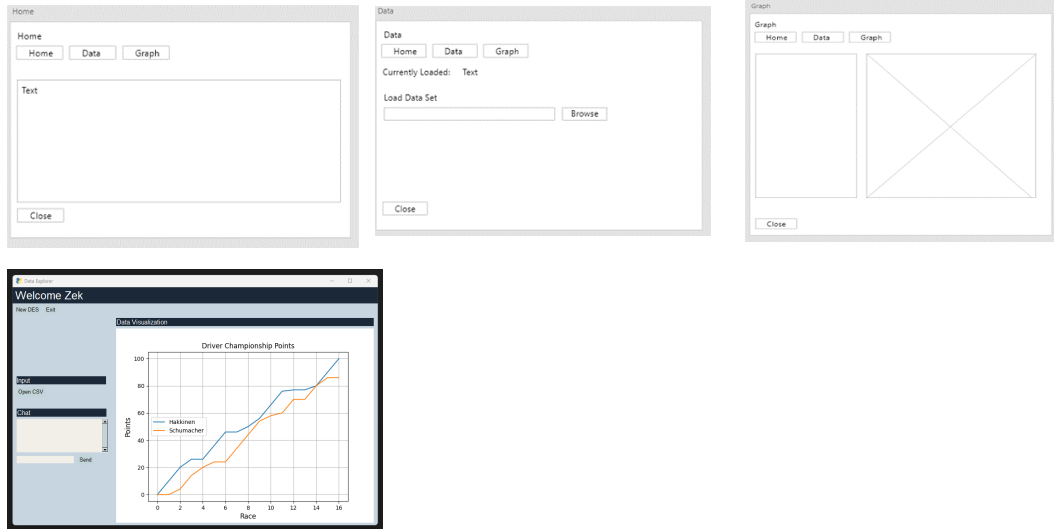 Home
Home
Home Data Graph
Text
Close
Data
Data
Home Data Graph
Currently Loaded: Text
Load Data Set
Browse
Close
Graph
Graph
Home Data Graph
Close
Data Explorer
Welcome Zek
New DES Exit
Data Visualization
Input
Open CSV
Chat
Send
Driver Championship Points
100
80
60
40
20
0
Points
Hakkinen
Schumacher
0 2 4 6 8 10 12 14 16
Race